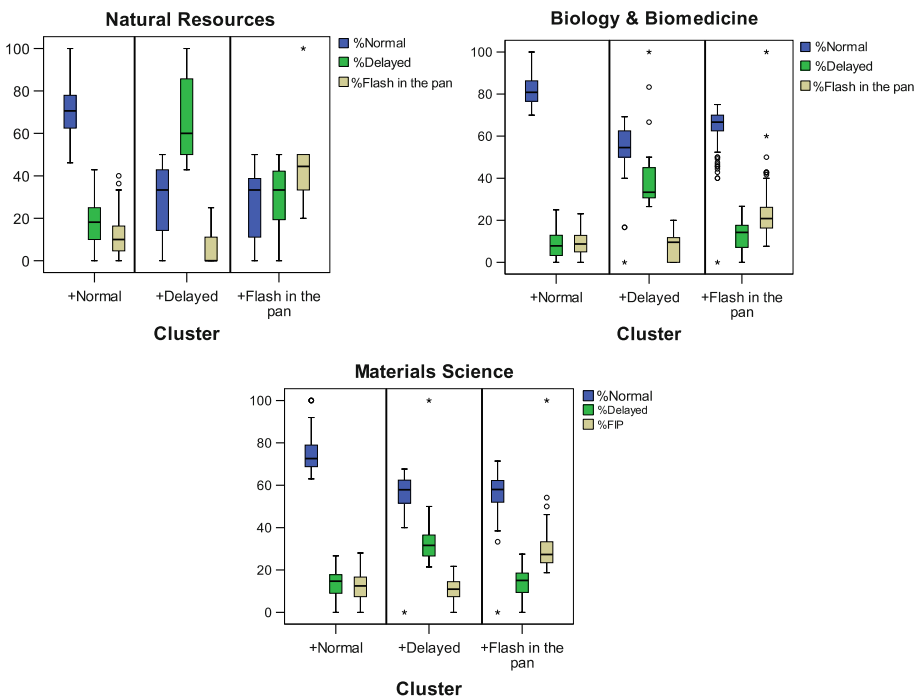 Natural Resources
100
80
60
40
20
0
%Normal
%Delayed
%Flash in the pan
+Normal
+Delayed
+Flash in the
pan
Cluster
Biology & Biomedicine
100
80
60
40
20
0
%Normal
%Delayed
%Flash in the pan
+Normal
+Delayed
+Flash in the
pan
Cluster
Materials Science
100
80
60
40
20
0
%Normal
%Delayed
%FIP
+Normal
+Delayed
+Flash in the
pan
Cluster